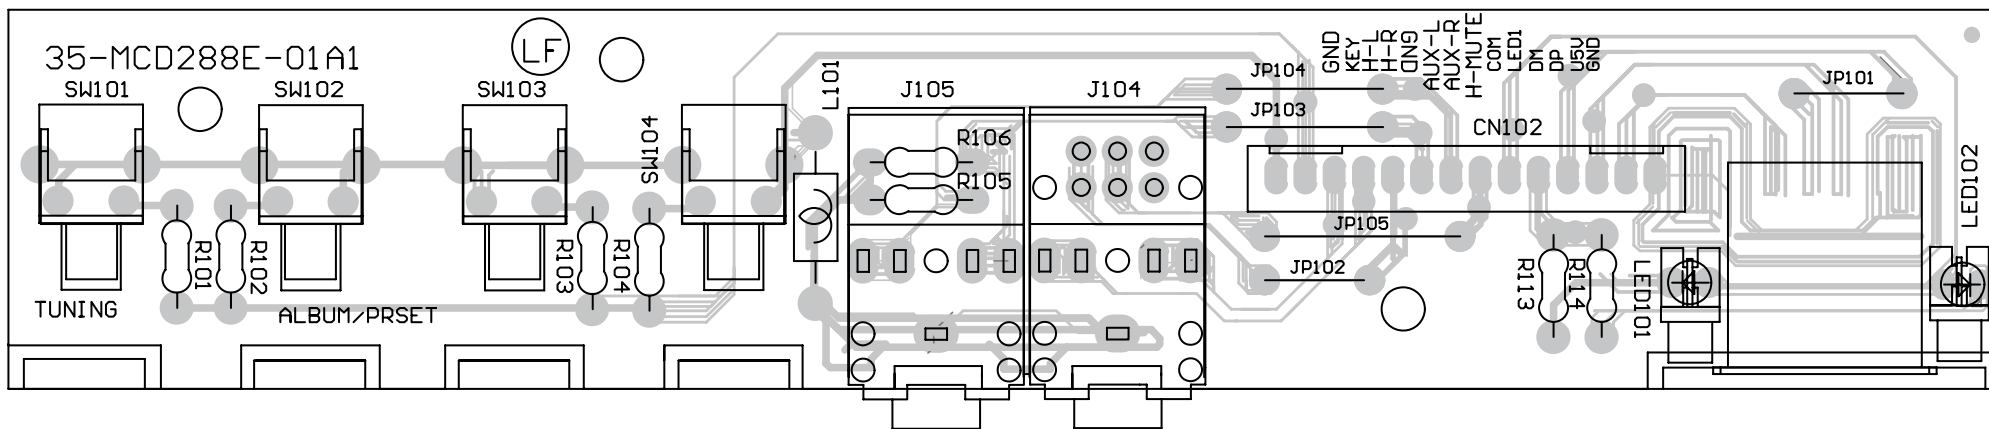 35-MCD288E-01A1
LF
SW101
SW102
SW103
SW104
L101
J105
J104
JP104
JP103
GND
KEY
H-L
H-R
GND
AUX-L
AUX-R
H-MUTE
COM
LED1
DM
DP
U5V
GND
JP101
CN102
R106
R105
LED102
R101
R102
R103
R104
JP105
JP102
R113
R114
LED101
TUNING
ALBUM/PRSET